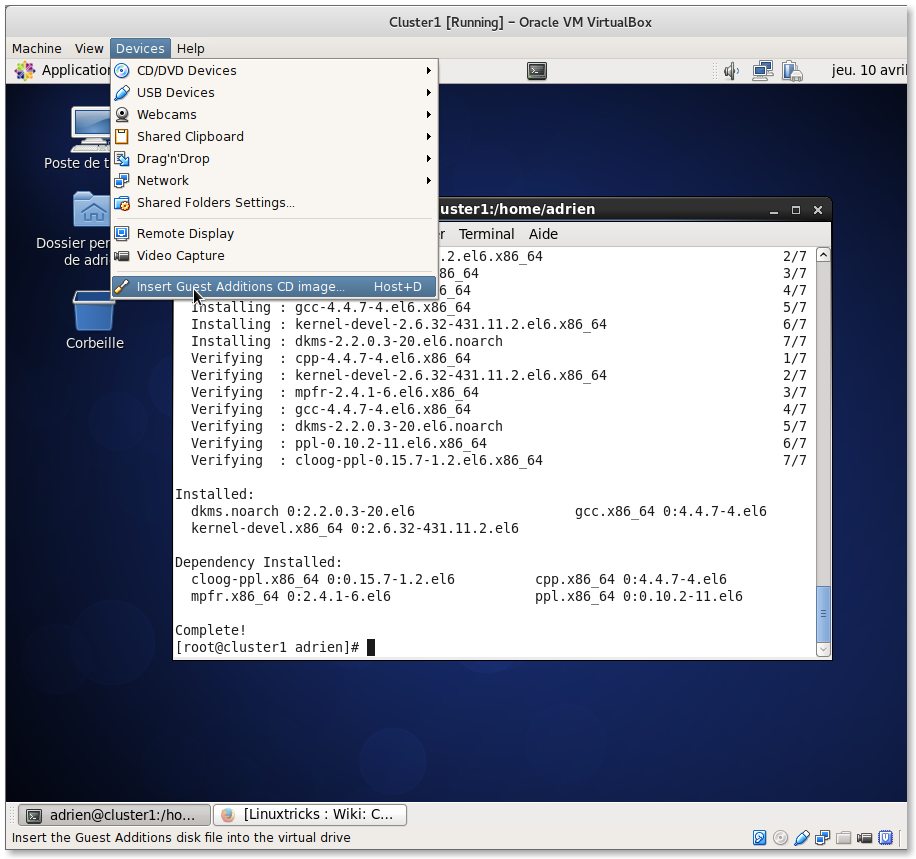 Cluster1 [Running] - Oracle VM VirtualBox
Machine View Devices Help
Application
jeu. 10 avril
CD/DVD Devices
USB Devices
Webcams
Shared Clipboard
Drag'n'Drop
Network
Shared Folders Settings...
Remote Display
Video Capture
Insert Guest Additions CD image... Host+D
Poste de t
Dossier per
de adri
Corbeille
uster1:/home/adrien
r Terminal Aide
.2.el6.x86_64 2/7
86_64 3/7
6_64 4/7
Installing : gcc-4.4.7-4.el6.x86_64 5/7
Installing : kernel-devel-2.6.32-431.11.2.el6.x86_64 6/7
Installing : dkms-2.2.0.3-20.el6.noarch 7/7
Verifying : cpp-4.4.7-4.el6.x86_64 1/7
Verifying : kernel-devel-2.6.32-431.11.2.el6.x86_64 2/7
Verifying : mpfr-2.4.1-6.el6.x86_64 3/7
Verifying : gcc-4.4.7-4.el6.x86_64 4/7
Verifying : dkms-2.2.0.3-20.el6.noarch 5/7
Verifying : ppl-0.10.2-11.el6.x86_64 6/7
Verifying : cloog-ppl-0.15.7-1.2.el6.x86_64 7/7
Installed:
dkms.noarch 0:2.2.0.3-20.el6 gcc.x86_64 0:4.4.7-4.el6
kernel-devel.x86_64 0:2.6.32-431.11.2.el6
Dependency Installed:
cloog-ppl.x86_64 0:0.15.7-1.2.el6 cpp.x86_64 0:4.4.7-4.el6
mpfr.x86_64 0:2.4.1-6.el6 ppl.x86_64 0:0.10.2-11.el6
Complete!
[root@cluster1 adrien]#
adrien@cluster1:/ho... [Linuxtricks : Wiki: C...
Insert the Guest Additions disk file into the virtual drive